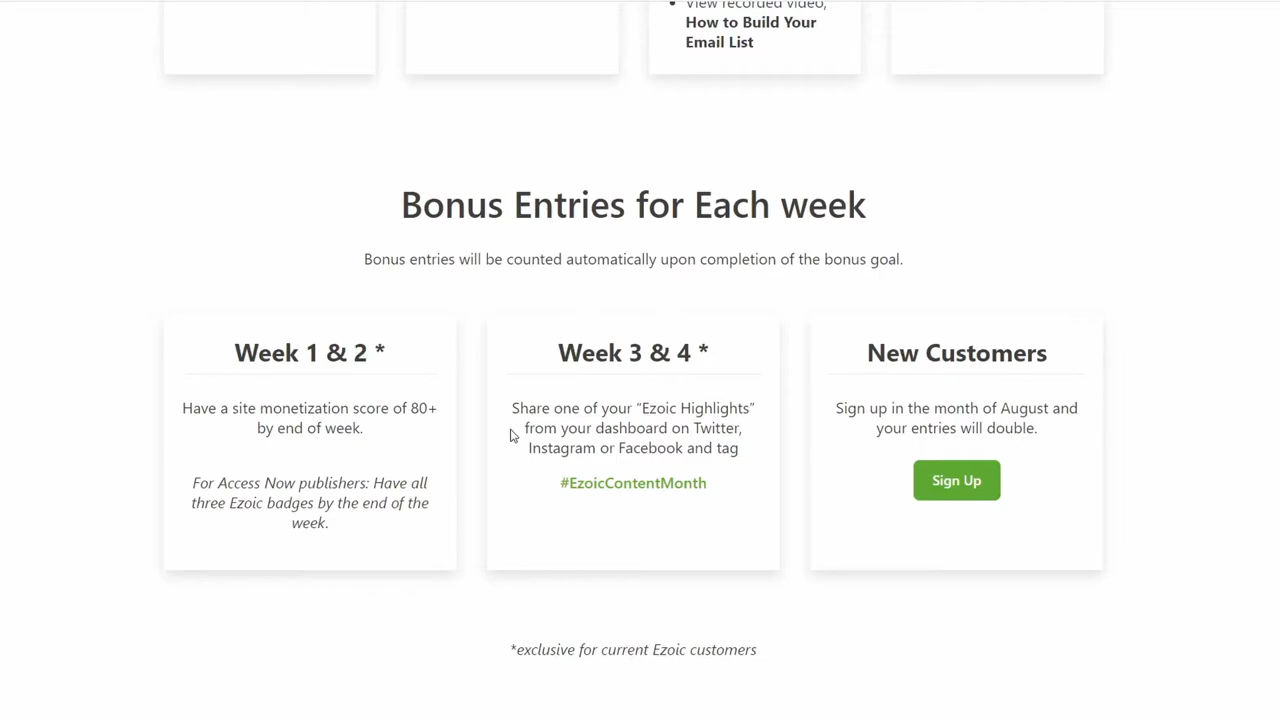 View recorded video,
How to Build Your
Email List
Bonus Entries for Each week
Bonus entries will be counted automatically upon completion of the bonus goal.
Week 1 & 2 *
Have a site monetization score of 80+
by end of week.
For Access Now publishers: Have all
three Ezoic badges by the end of the
week.
Week 3 & 4 *
Share one of your “Ezoic Highlights”
from your dashboard on Twitter,
Instagram or Facebook and tag
#EzoicContentMonth
New Customers
Sign up in the month of August and
your entries will double.
Sign Up
*exclusive for current Ezoic customers